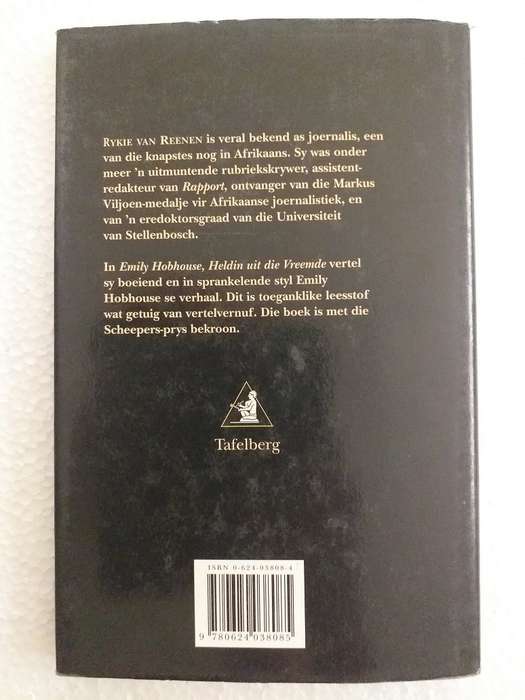 RYKIE VAN REENEN is veral bekend as joernalis, een
van die knapstes nog in Afrikaans. Sy was onder
meer 'n uitmuntende rubriekskrywer, assistent-
redakteur van Rapport, ontvanger van die Markus
Viljoen-medalje vir Afrikaanse joernalistiek, en
van 'n eredoktorsgraad van die Universiteit
van Stellenbosch.
In Emily Hobhouse, Heldin uit die Vreemde vertel
sy boeiend en in sprankelende styl Emily
Hobhouse se verhaal. Dit is toeganklike leesstof
wat getuig van vertelvernuf. Die boek is met die
Scheepers-prys bekroon.
Tafelberg
ISBN 0-624-03808-4
9 780624 038085